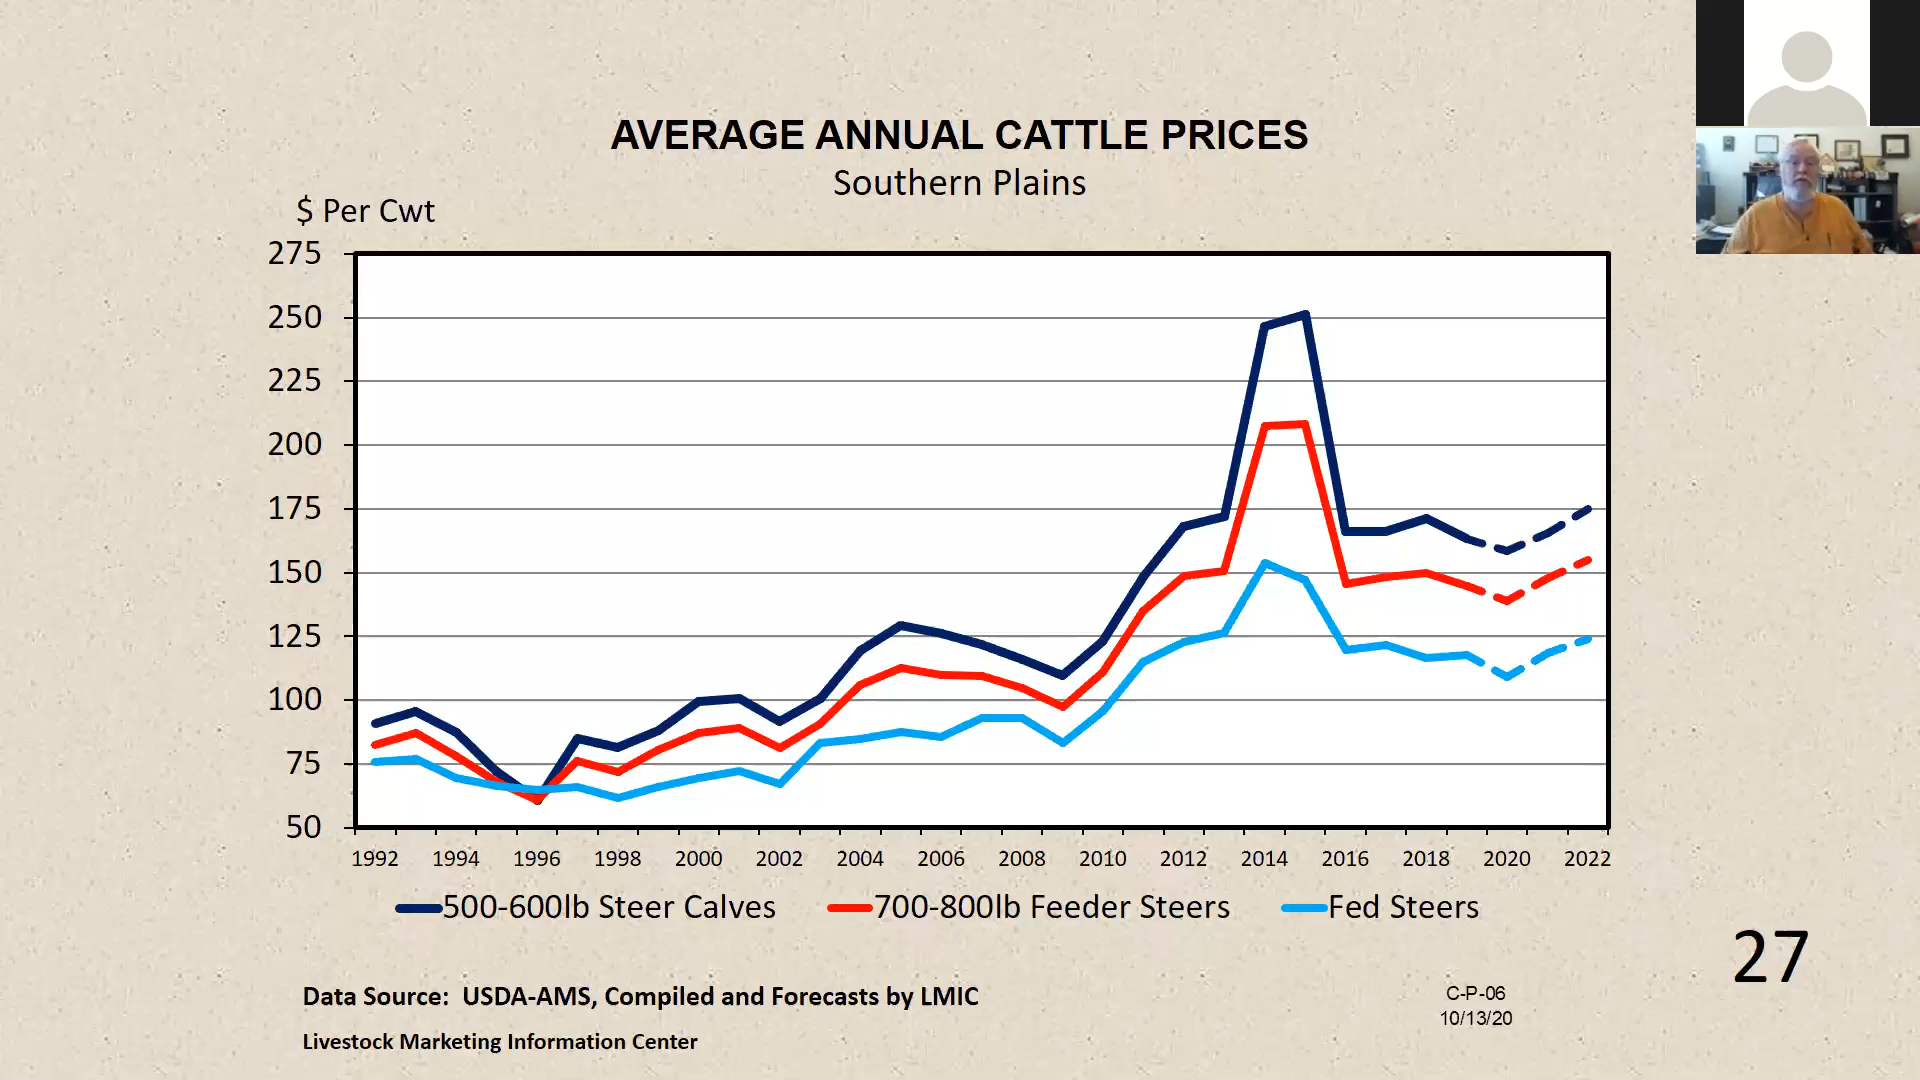 AVERAGE ANNUAL CATTLE PRICES
Southern Plains
$ Per Cwt
275
250
225
200
175
150
125
100
75
50
1992 1994 1996 1998 2000 2002 2004 2006 2008 2010 2012 2014 2016 2018 2020 2022
500-600lb Steer Calves 700-800lb Feeder Steers Fed Steers
27
Data Source: USDA-AMS, Compiled and Forecasts by LMIC
Livestock Marketing Information Center
C-P-06
10/13/20